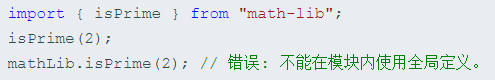 import { isPrime } from "math-lib";
isPrime(2);
mathLib.isPrime(2); // 错误: 不能在模块内使用全局定义。